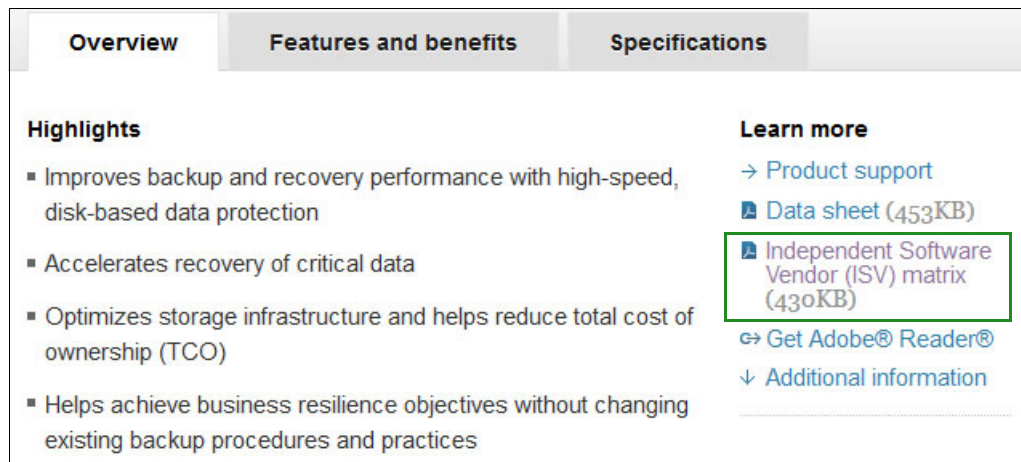 Overview
Features and benefits
Specifications
Highlights
Improves backup and recovery performance with high-speed,
disk-based data protection
Accelerates recovery of critical data
Optimizes storage infrastructure and helps reduce total cost of
ownership (TCO)
Helps achieve business resilience objectives without changing
existing backup procedures and practices
Learn more
Product support
Data sheet (453KB)
Independent Software
Vendor (ISV) matrix
(430KB)
Get Adobe® Reader®
Additional information